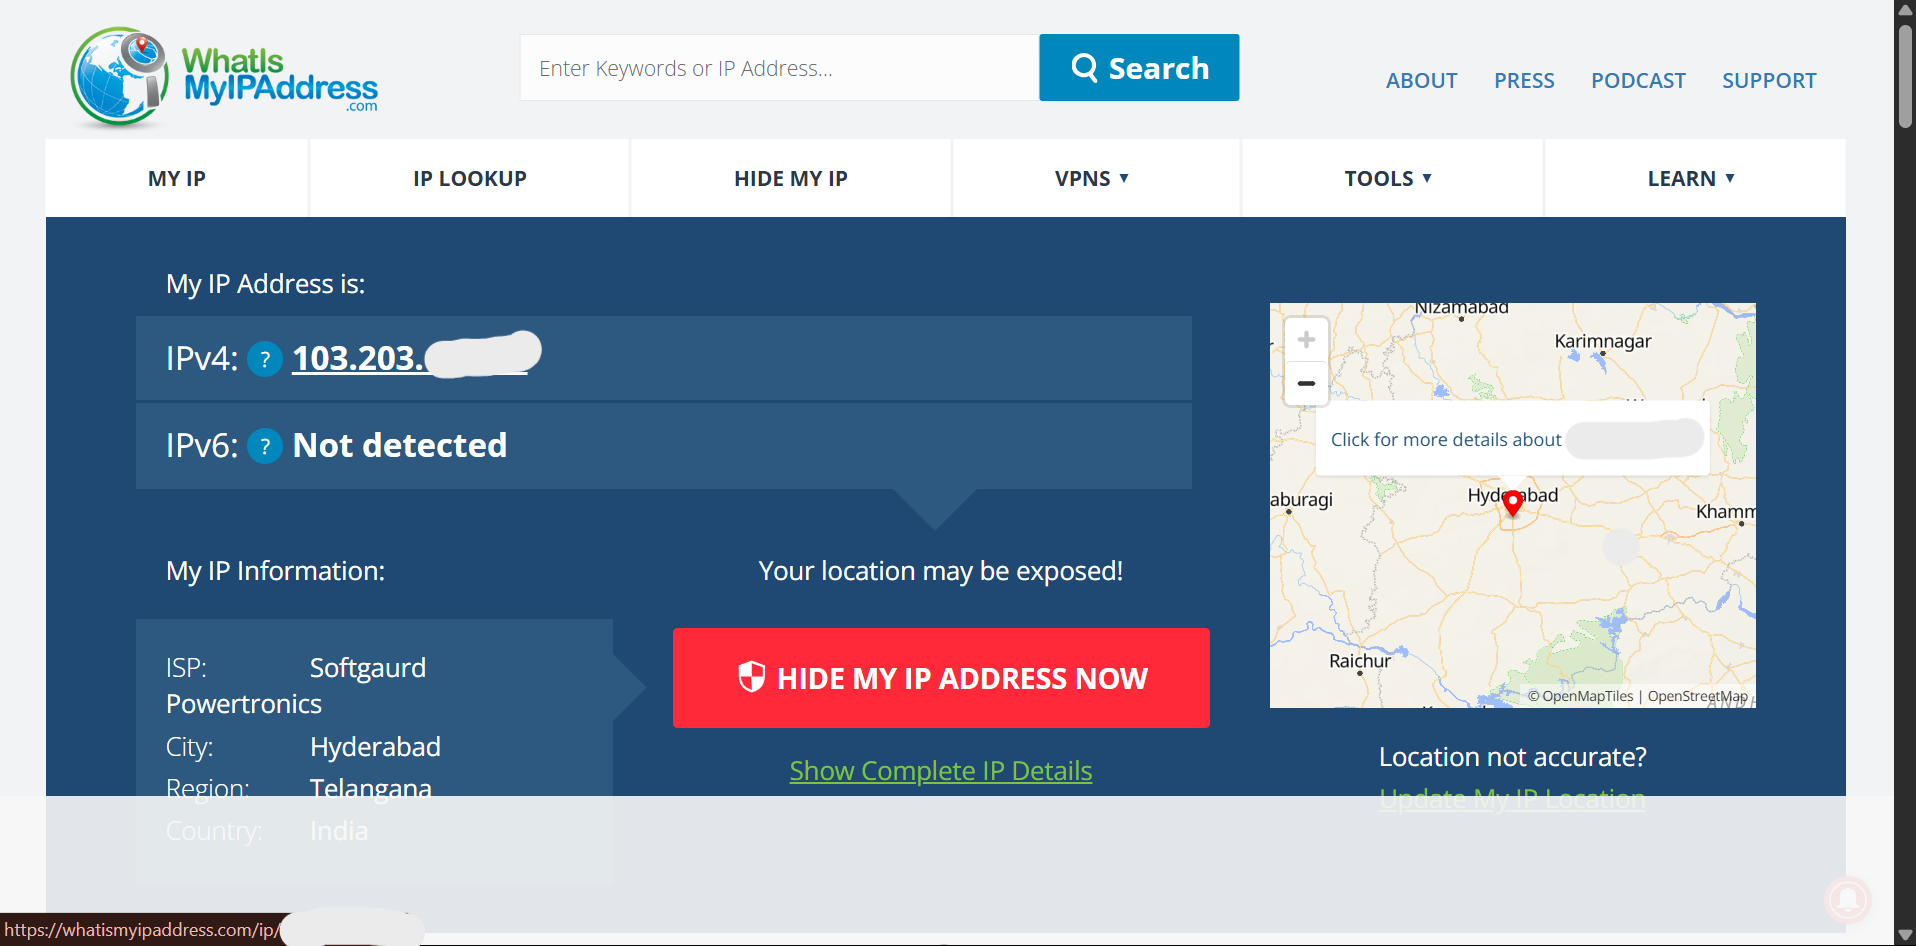 WhatIs
MyIPAddress
.com
Enter Keywords or IP Address...
Search
ABOUT PRESS PODCAST SUPPORT
MY IP IP LOOKUP HIDE MY IP VPNS ▼ TOOLS ▼ LEARN ▼
My IP Address is:
IPv4: ? 103.203.
IPv6: ? Not detected
My IP Information:
ISP: Softgaurd
Powertronics
City: Hyderabad
Region: Telangana
Country: India
Your location may be exposed!
HIDE MY IP ADDRESS NOW
Show Complete IP Details
Nizamabad
Karimnagar
+
−
Click for more details about
Hyderabad
aburagi
Khamm
Raichur
© OpenMapTiles | OpenStreetMap
Location not accurate?
Update My IP Location
https://whatismyipaddress.com/ip/